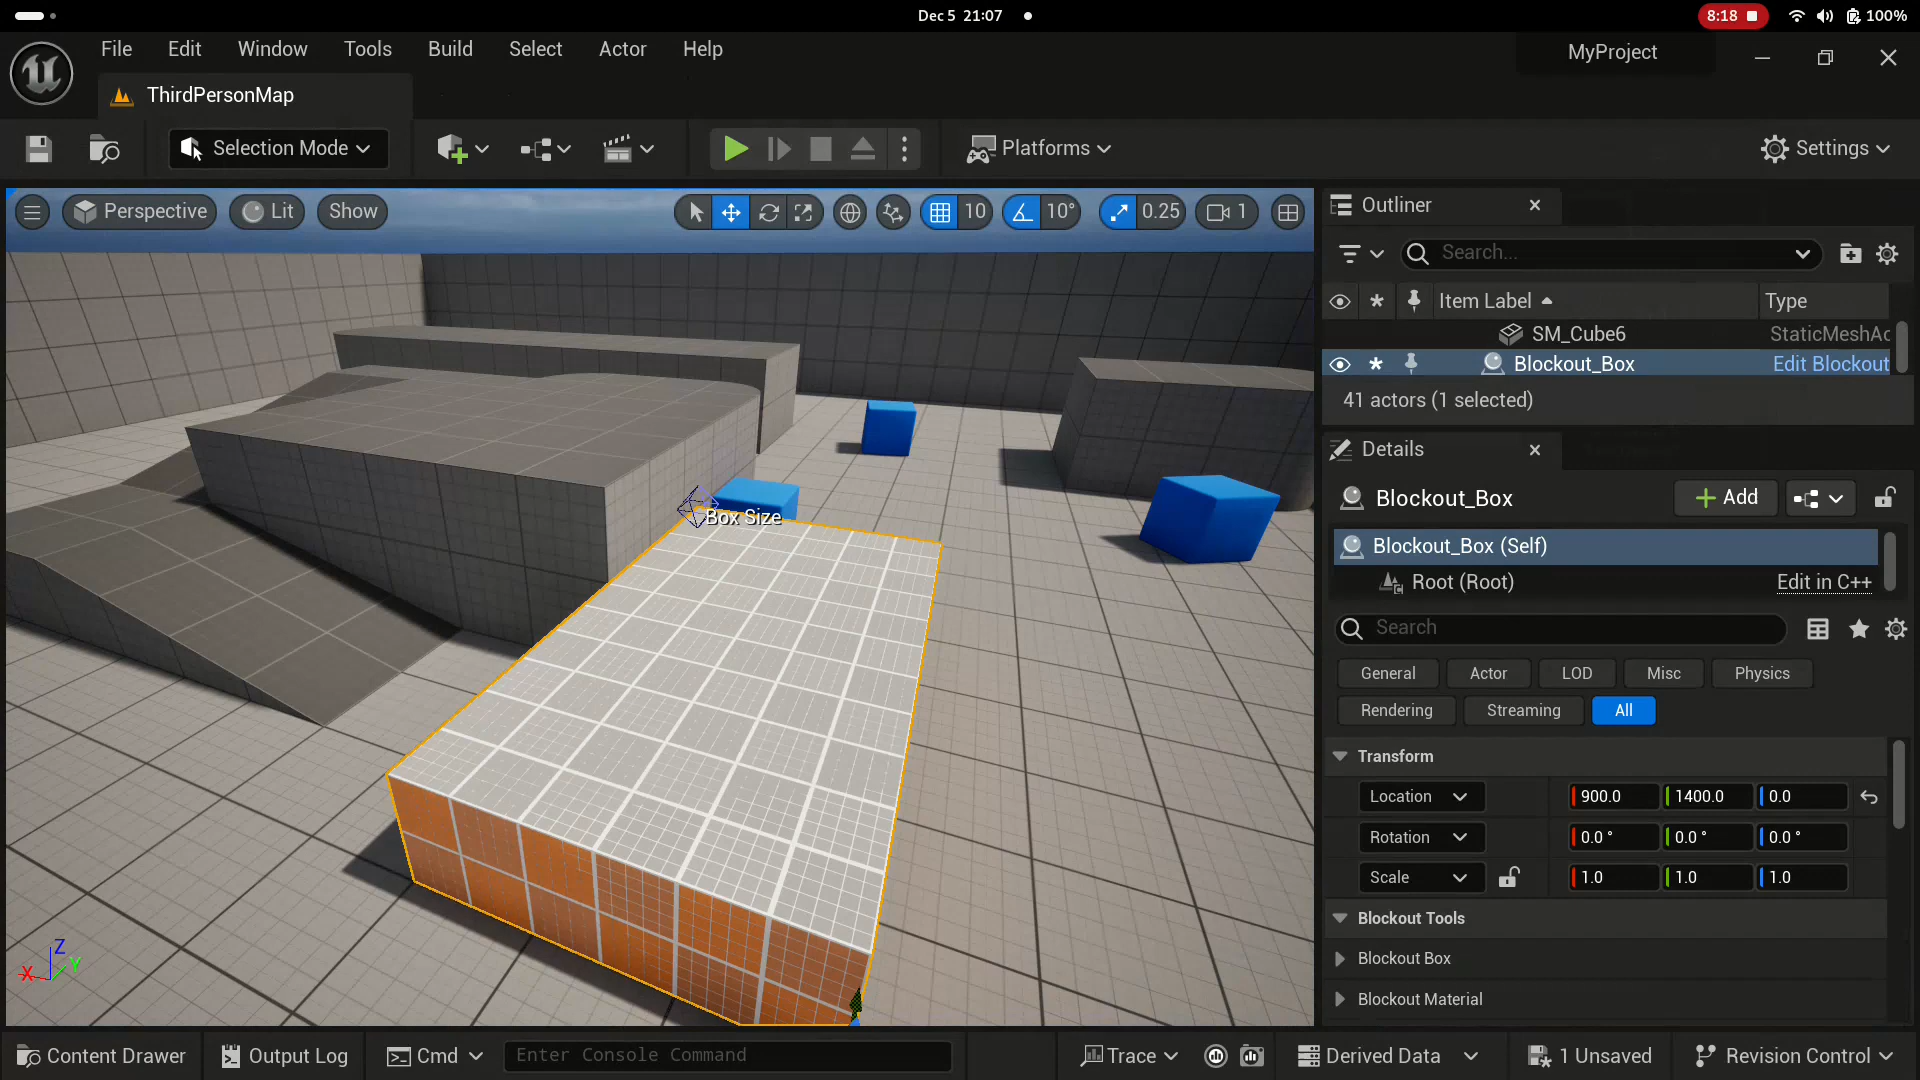 Dec 5 21:07
8:18
100%
File Edit Window Tools Build Select Actor Help
MyProject
ThirdPersonMap
Selection Mode
Platforms
Settings
Perspective
Lit
Show
10
10°
0.25
1
Outliner
Search...
Item Label
Type
SM_Cube6
StaticMeshAc
Blockout_Box
Edit Blockout
41 actors (1 selected)
Details
Blockout_Box
Add
Blockout_Box (Self)
Root (Root)
Edit in C++
Search
General
Actor
LOD
Misc
Physics
Rendering
Streaming
All
Transform
Location
900.0
1400.0
0.0
Rotation
0.0 °
0.0 °
0.0 °
Scale
1.0
1.0
1.0
Blockout Tools
Blockout Box
Blockout Material
Box Size
Z
X
Y
Content Drawer
Output Log
Cmd
Enter Console Command
Trace
Derived Data
1 Unsaved
Revision Control